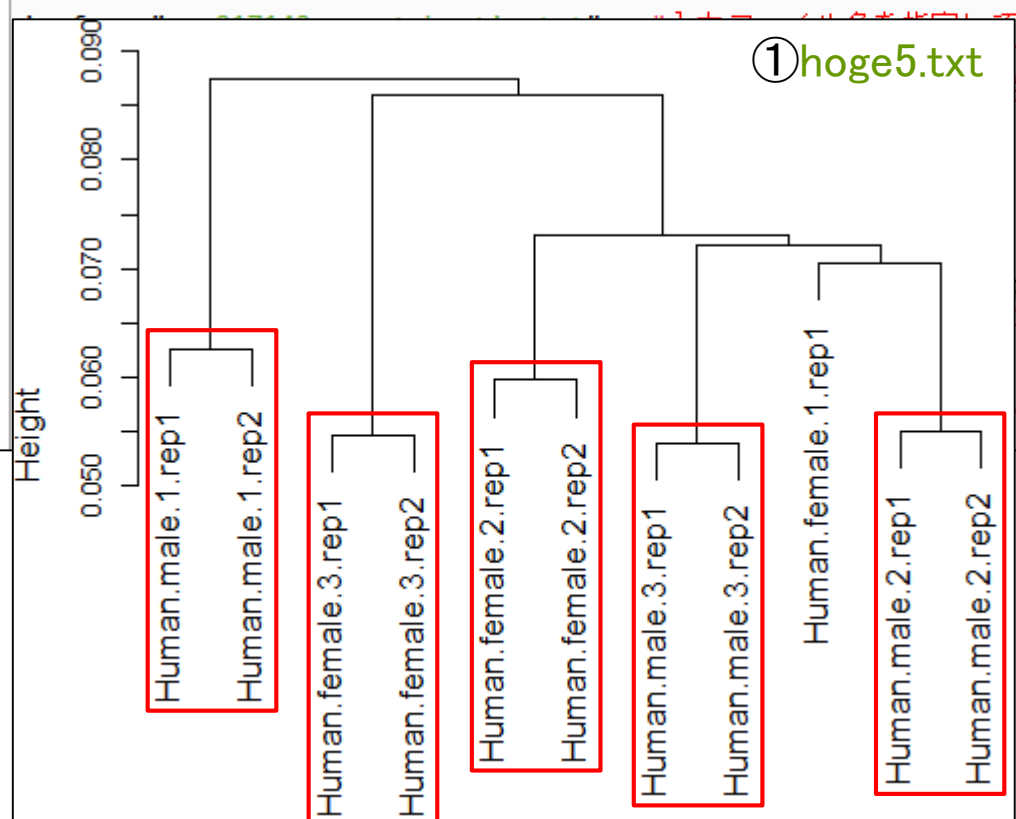 ①hoge5.txt
Height
0.090
0.080
0.070
0.060
0.050
Human.male.1.rep1
Human.male.1.rep2
Human.female.3.rep1
Human.female.3.rep2
Human.female.2.rep1
Human.female.2.rep2
Human.male.3.rep1
Human.male.3.rep2
Human.female.1.rep1
Human.male.2.rep1
Human.male.2.rep2